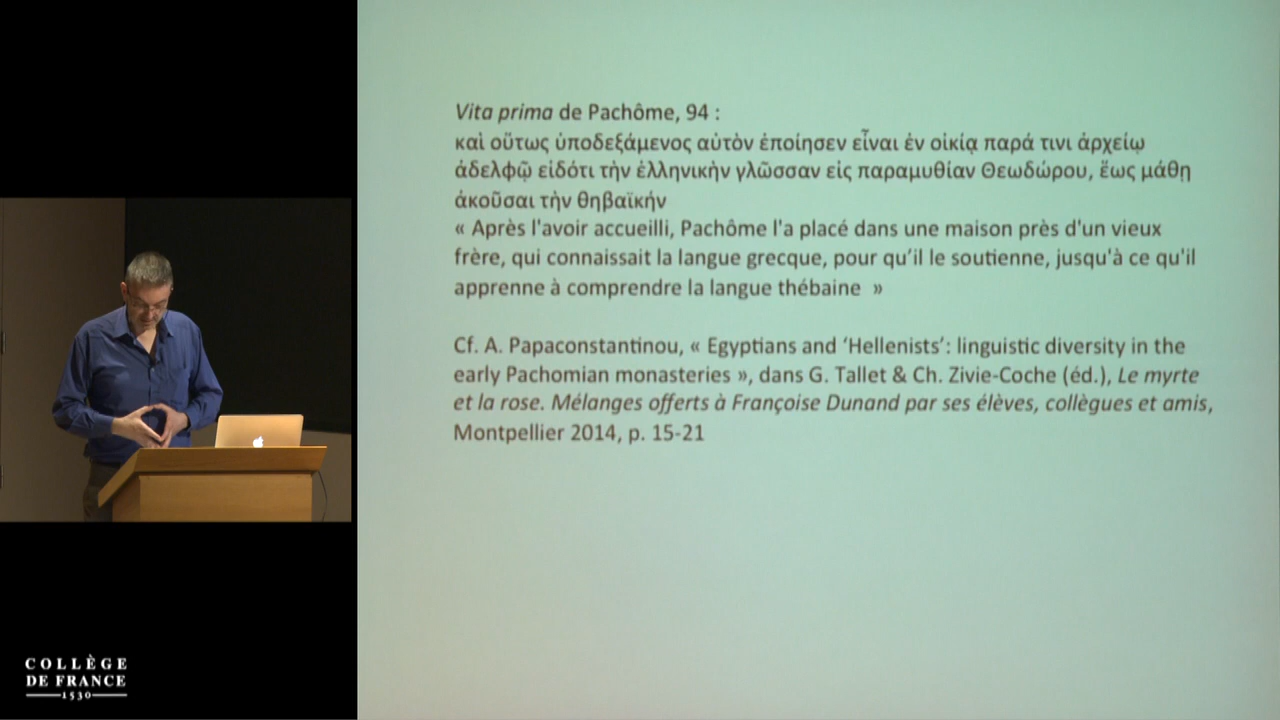 Vita prima de Pachôme, 94 :
καὶ οὕτως ὑποδεξάμενος αὐτὸν ἐποίησεν εἶναι ἐν οἰκίᾳ παρά τινι ἀρχείῳ
ἀδελφῷ εἰδότι τὴν ἑλληνικὴν γλῶσσαν εἰς παραμυθίαν Θεωδώρου, ἕως μάθῃ
ἀκοῦσαι τὴν θηβαϊκήν
« Après l'avoir accueilli, Pachôme l'a placé dans une maison près d'un vieux
frère, qui connaissait la langue grecque, pour qu’il le soutienne, jusqu'à ce qu'il
apprenne à comprendre la langue thébaine »
Cf. A. Papaconstantinou, « Egyptians and ‘Hellenists’: linguistic diversity in the
early Pachomian monasteries », dans G. Tallet & Ch. Zivie-Coche (éd.), Le myrte
et la rose. Mélanges offerts à Françoise Dunand par ses élèves, collègues et amis,
Montpellier 2014, p. 15-21
COLLÈGE
DE FRANCE
1530